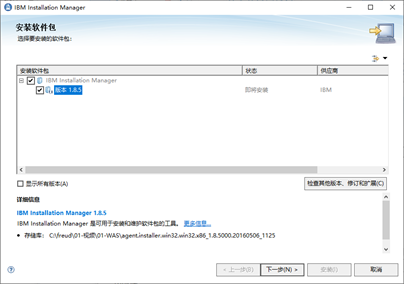 IBM Installation Manager
安装软件包
选择要安装的软件包:
安装软件包 状态 供应商
IBM Installation Manager
版本 1.8.5 即将安装 IBM
显示所有版本(A) 检查其他版本、修订和扩展(C)
详细信息
IBM Installation Manager 1.8.5
IBM Installation Manager 是可用于安装和维护软件包的工具。 更多信息...
• 存储库: C:\freud\01-视频\01-WAS\agent.installer.win32.win32.x86_1.8.5000.20160506_1125
< 上一步(B) 下一步(N) > 安装(I) 取消